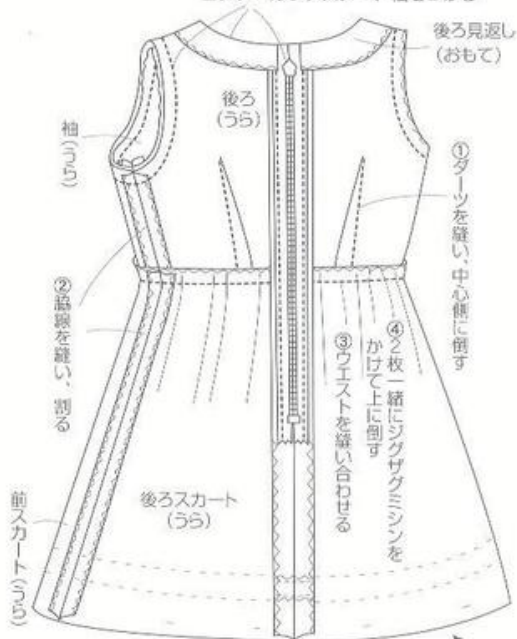 後ろ見返し
(おもて)
後ろ
(うら)
袖(うら)
①ダーツを縫い、中心側に倒す
②脇線を縫い、割る
④2枚一緒にジグザグミシンを
かけて上に倒す
③ウエストを縫い合わせる
後ろスカート
(うら)
前スカート(うら)